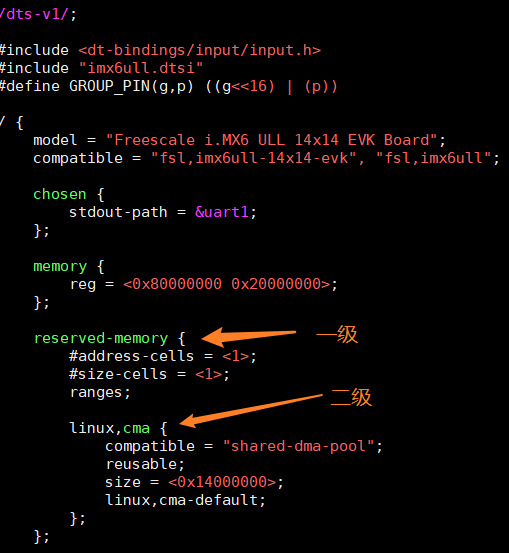 /dts-v1/;
#include <dt-bindings/input/input.h>
#include "imx6ull.dtsi"
#define GROUP_PIN(g,p) ((g<<16) | (p))
/ {
    model = "Freescale i.MX6 ULL 14x14 EVK Board";
    compatible = "fsl,imx6ull-14x14-evk", "fsl,imx6ull";
    chosen {
        stdout-path = &uart1;
    };
    memory {
        reg = <0x80000000 0x20000000>;
    };
    reserved-memory { 一级
        #address-cells = <1>;
        #size-cells = <1>;
        ranges;
二级
        linux,cma {
            compatible = "shared-dma-pool";
            reusable;
            size = <0x14000000>;
            linux,cma-default;
        };
    };